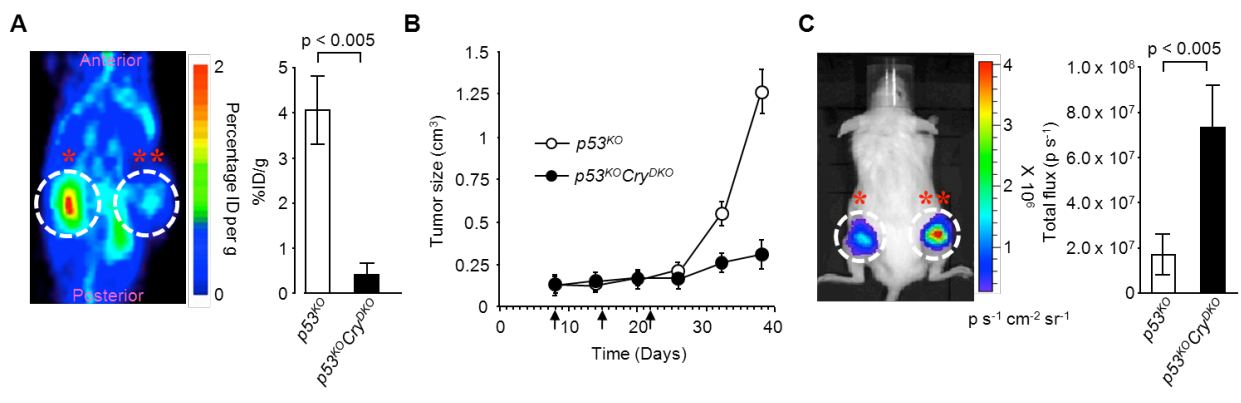 A
Anterior
*
* *
Posterior
2
1
0
Percentage ID per g
p < 0.005
5
4
3
2
1
0
%ID/g
p53KO
p53KOCryDKO
B
1.5
1.25
1
0.75
0.5
0.25
0
Tumor size (cm3)
p53KO
p53KOCryDKO
0
10
20
30
40
Time (Days)
C
*
* *
4
3
2
1
X 106
p s-1 cm-2 sr-1
p < 0.005
1.0 x 108
8.0 x 107
6.0 x 107
4.0 x 107
2.0 x 107
0
Total flux (p s-1)
p53KO
p53KOCryDKO